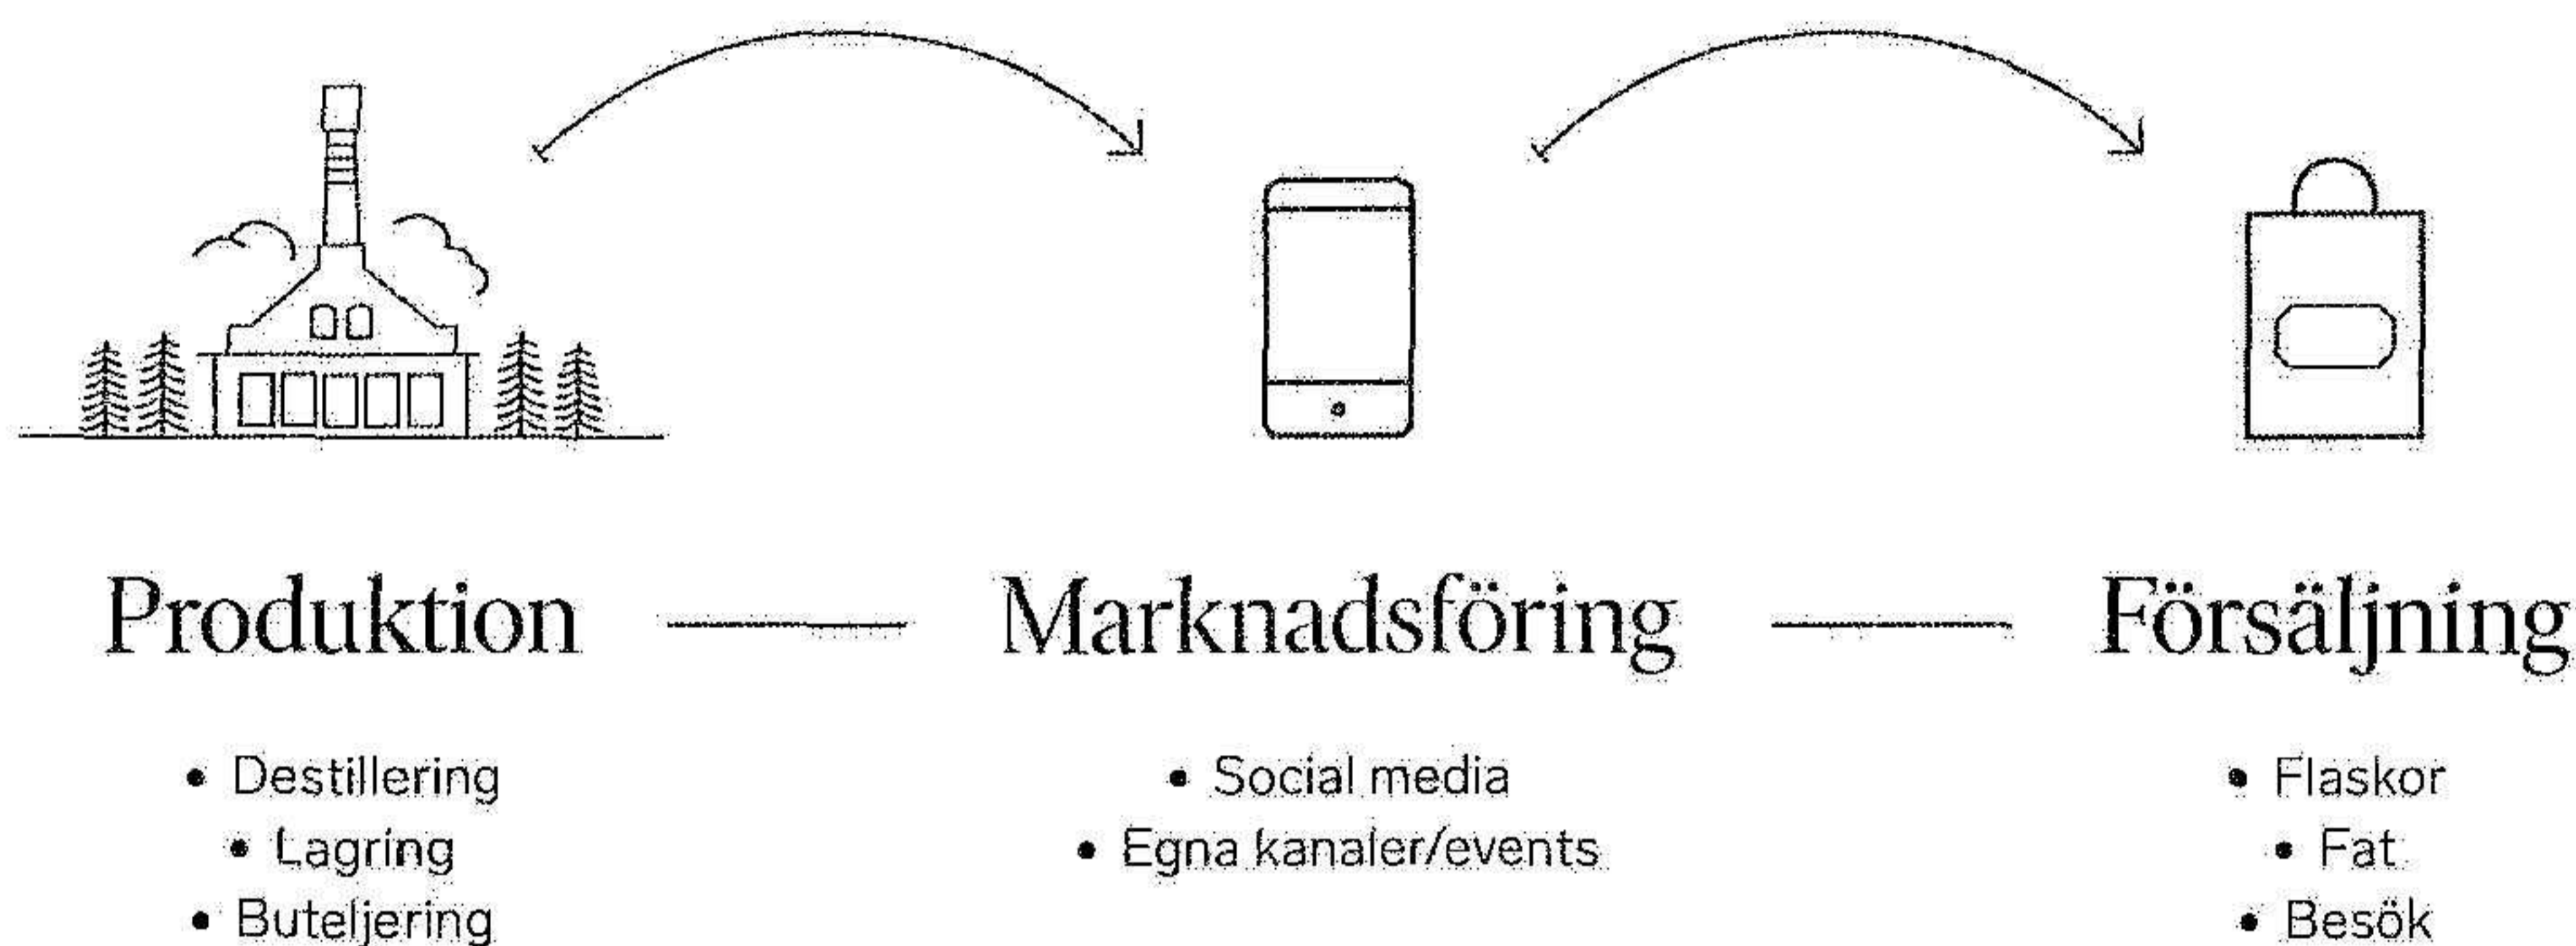 Produktion — Marknadsföring — Försäljning
• Destillering
• Lagring
• Buteljering
• Social media
• Egna kanaler/events
• Flaskor
• Fat
• Besök